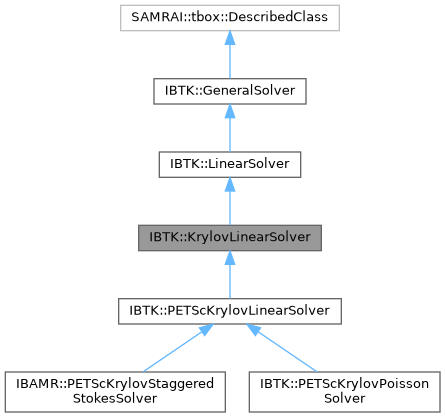 SAMRAI::tbox::DescribedClass
IBTK::GeneralSolver
IBTK::LinearSolver
IBTK::KrylovLinearSolver
IBTK::PETScKrylovLinearSolver
IBAMR::PETScKrylovStaggered
StokesSolver
IBTK::PETScKrylovPoisson
Solver